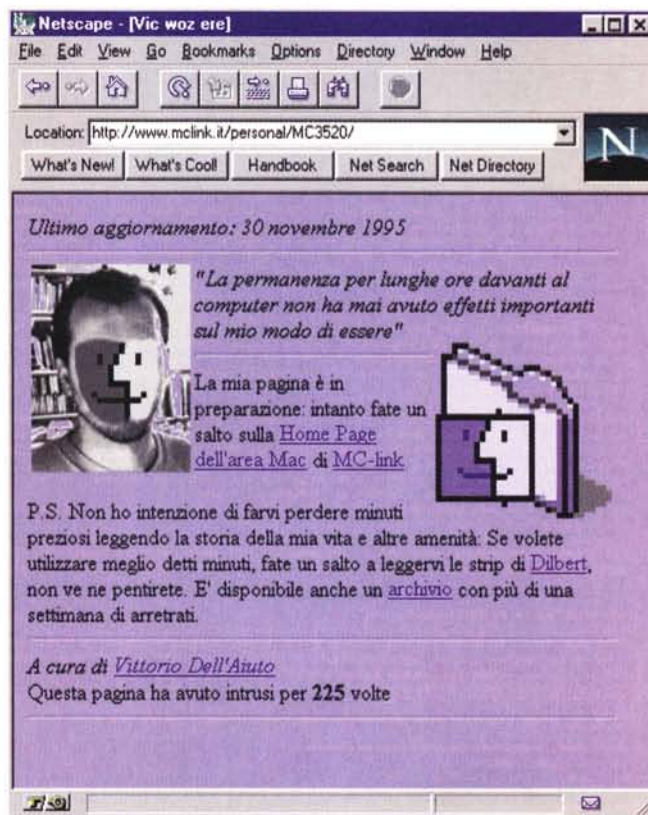 Netscape - [Vic woz ere]
File Edit View Go Bookmarks Options Directory Window Help
Location: http://www.mclink.it/personal/MC3520/
N
What's New! What's Cool! Handbook Net Search Net Directory
Ultimo aggiornamento: 30 novembre 1995
"La permanenza per lunghe ore davanti al
computer non ha mai avuto effetti importanti
sul mio modo di essere"
La mia pagina è in
preparazione: intanto fate un
salto sulla Home Page
dell'area Mac di MC-link
P.S. Non ho intenzione di farvi perdere minuti
preziosi leggendo la storia della mia vita e altre amenità: Se volete
utilizzare meglio detti minuti, fate un salto a leggervi le strip di Dilbert,
non ve ne pentirete. E' disponibile anche un archivio con più di una
settimana di arretrati.
A cura di Vittorio Dell'Aiuto
Questa pagina ha avuto intrusi per 225 volte